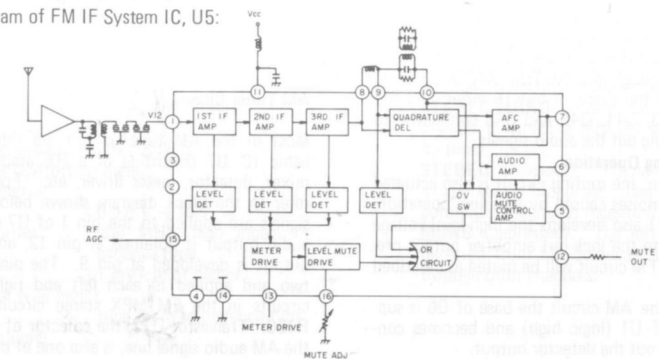 am of FM IF System IC, U5:
Vcc
11
8
9
10
V12
1
1ST IF
AMP
2ND IF
AMP
3RD IF
AMP
QUADRATURE
DEL
AFC
AMP
7
3
AUDIO
AMP
6
2
LEVEL
DET
LEVEL
DET
LEVEL
DET
LEVEL
DET
DV
GW
AUDIO
MUTE
CONTROL
AMP
5
RF
AGC
15
METER
DRIVE
LEVEL MUTE
DRIVE
OR
CIRCUIT
12
MUTE
OUT
4
14
13
16
METER DRIVE
MUTE ADJ